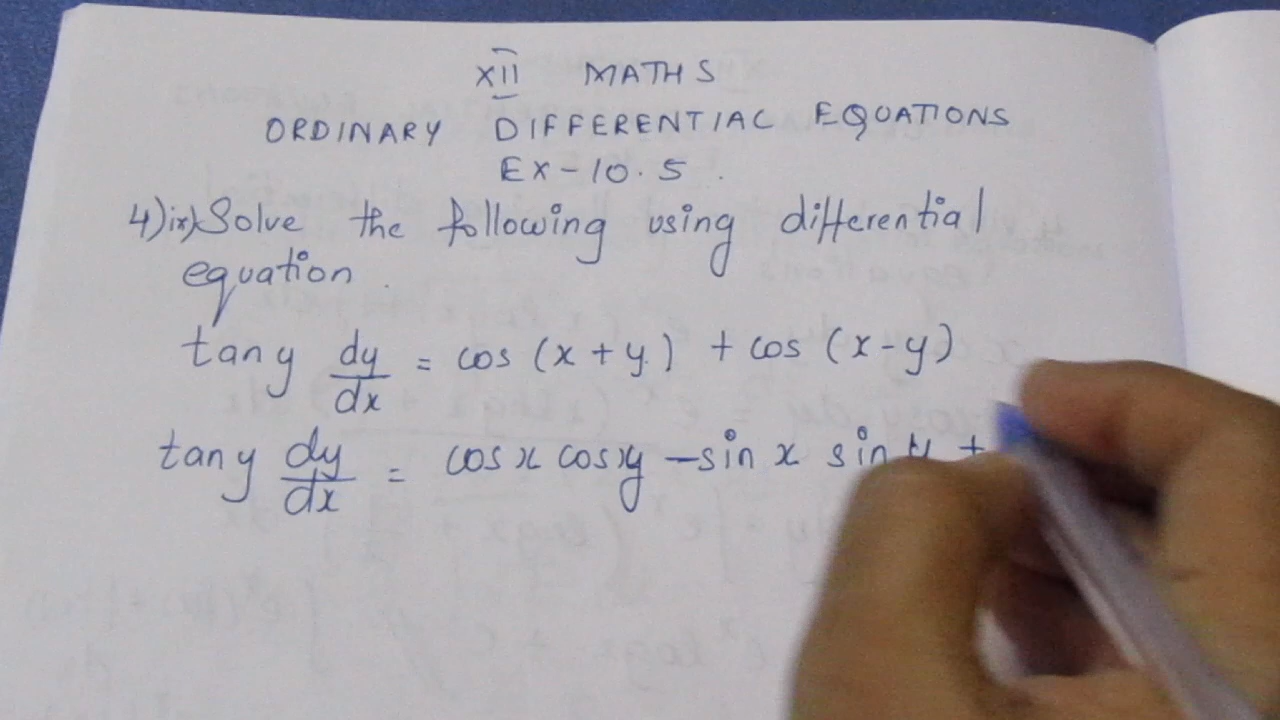 XII MATHS
ORDINARY DIFFERENTIAL EQUATIONS
EX-10.5.
4)ix) Solve the following using differential
equation.
tan y dy/dx = cos (x + y) + cos (x - y)
tan y dy/dx = cos x cos y - sin x sin y +